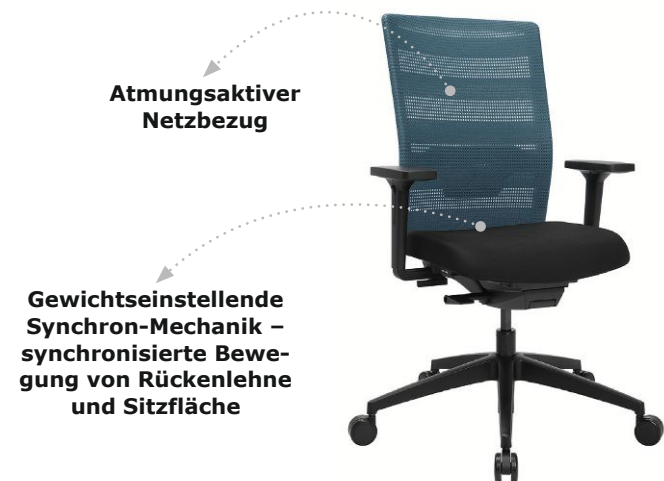 Atmungsaktiver
Netzbezug
Gewichtseinstellende
Synchron-Mechanik –
synchronisierte Bewe-
gung von Rückenlehne
und Sitzfläche